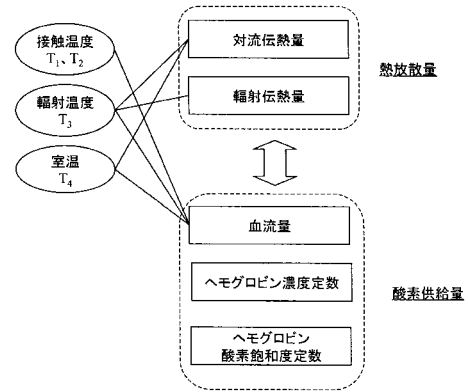 接触温度
T1、T2
輻射温度
T3
室温
T4
対流伝熱量
輻射伝熱量
熱放散量
血流量
ヘモグロビン濃度定数
ヘモグロビン
酸素飽和度定数
酸素供給量